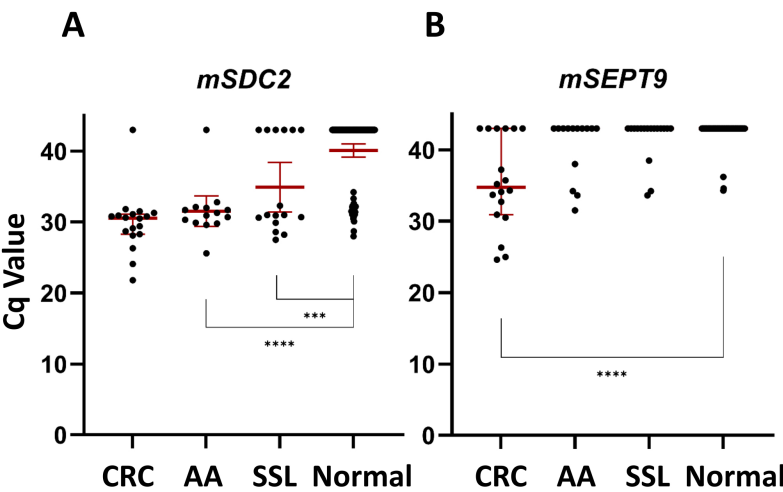 A
B
mSDC2
mSEPT9
Cq Value
40
30
20
10
0
***
****
CRC AA SSL Normal
40
30
20
10
0
****
CRC AA SSL Normal